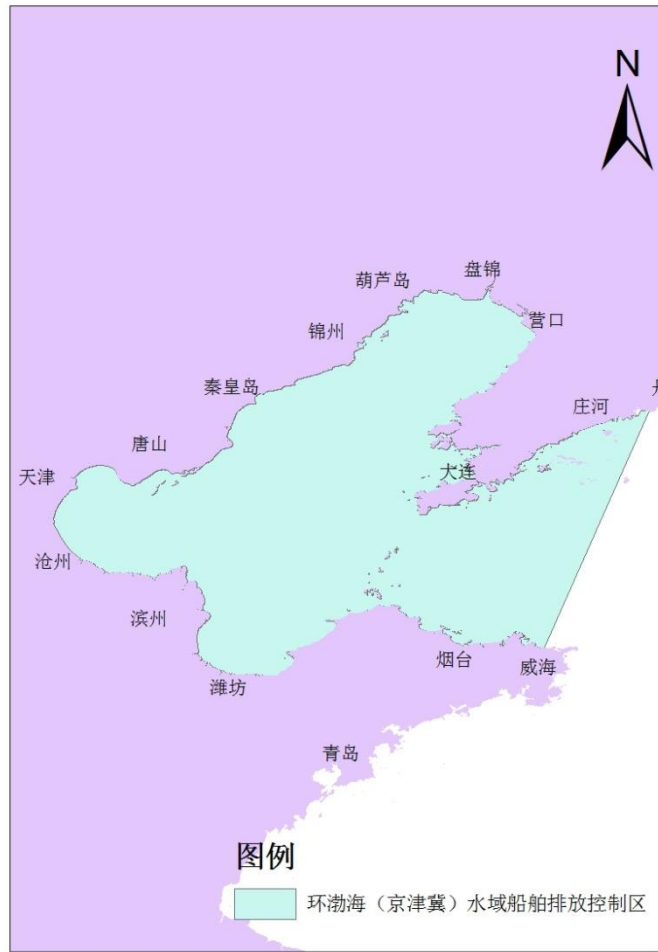 N
盘锦
葫芦岛
营口
锦州
秦皇岛
庄河
唐山
大连
天津
沧州
滨州
烟台
威海
潍坊
青岛
图例
环渤海（京津冀）水域船舶排放控制区